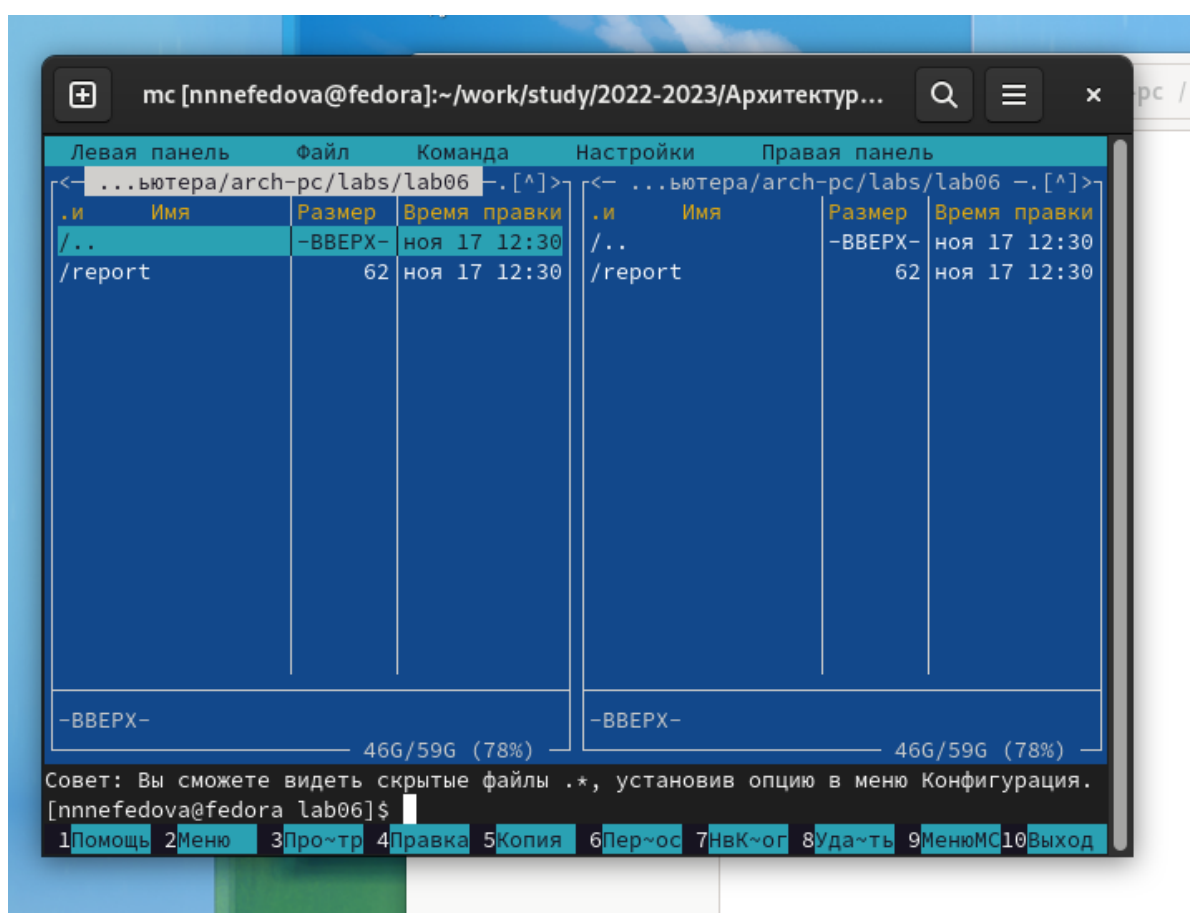 mc [nnnefedova@fedora]:~/work/study/2022-2023/Архитектур...
pc /
Левая панель Файл Команда Настройки Правая панель
<— ...ьютера/arch-pc/labs/lab06 —.[^]> <— ...ьютера/arch-pc/labs/lab06 —.[^]>
.и Имя Размер Время правки .и Имя Размер Время правки
/.. -ВВЕРХ- ноя 17 12:30 /.. -ВВЕРХ- ноя 17 12:30
/report 62 ноя 17 12:30 /report 62 ноя 17 12:30
-ВВЕРХ- -ВВЕРХ-
46G/59G (78%) 46G/59G (78%)
Совет: Вы сможете видеть скрытые файлы .*, установив опцию в меню Конфигурация.
[nnnefedova@fedora lab06]$
1Помощь 2Меню 3Про~тр 4Правка 5Копия 6Пер~ос 7НвК~ог 8Уда~ть 9МенюMC 10Выход